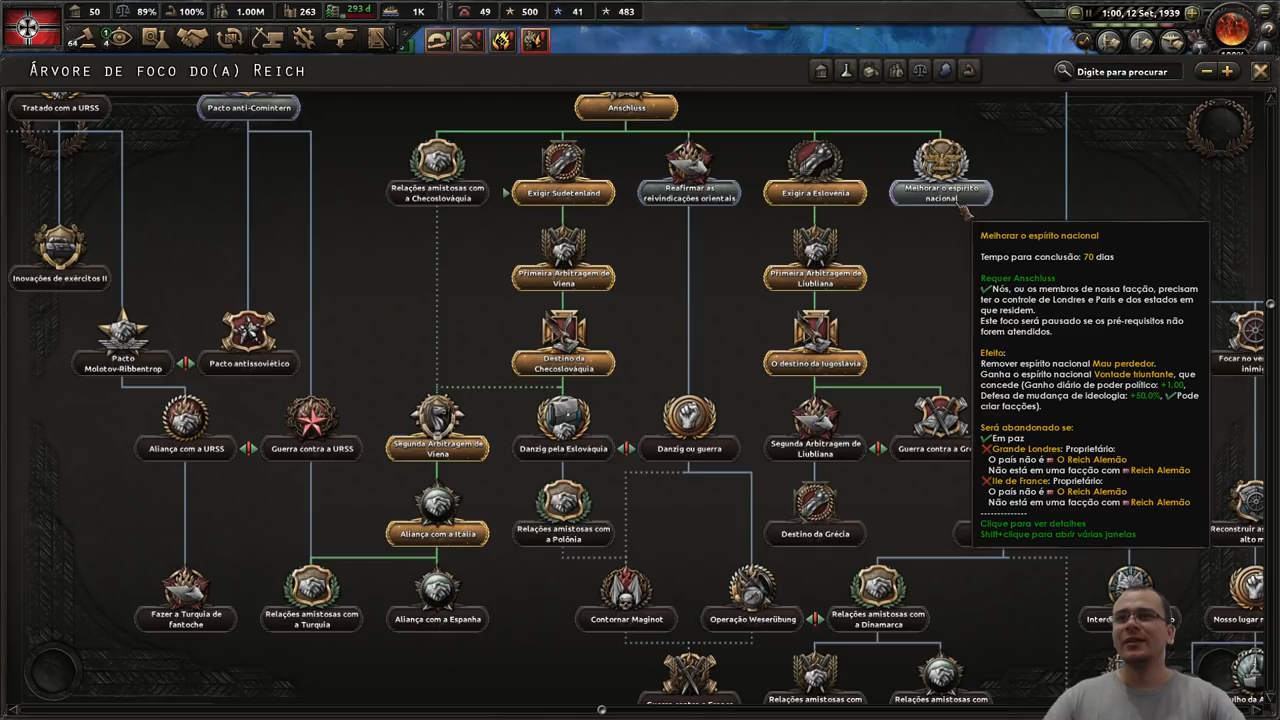 50
89%
100%
1.00M
263
293 d
1K
49
500
41
483
1:00, 12 Set, 1939
64
1
4
100%
Árvore de foco do(a) Reich
Digite para procurar
Tratado com a URSS
Pacto anti-Comintern
Anschluss
Relações amistosas com
a Checoslováquia
Exigir Sudetenland
Reafirmar as
reivindicações orientais
Exigir a Eslovênia
Melhorar o espírito
nacional
Inovações de exércitos II
Primeira Arbitragem de
Viena
Primeira Arbitragem de
Liubliana
Melhorar o espírito nacional
Tempo para conclusão: 70 dias
Requer Anschluss
Nós, ou os membros de nossa facção, precisam
ter o controle de Londres e Paris e dos estados em
que residem.
Este foco será pausado se os pré-requisitos não
forem atendidos.
Efeito:
Remover espírito nacional Mau perdedor.
Ganha o espírito nacional Vontade triunfante, que
concede (Ganho diário de poder político: +1.00,
Defesa de mudança de ideologia: +50.0%, Pode
criar facções).
Será abandonado se:
Em paz
Grande Londres: Proprietário:
O país não é O Reich Alemão
Não está em uma facção com Reich Alemão
Ile de France: Proprietário:
O país não é O Reich Alemão
Não está em uma facção com Reich Alemão
--------------
Clique para ver detalhes
Shift+clique para abrir várias janelas
Pacto
Molotov-Ribbentrop
Pacto antissoviético
Destino da
Checoslováquia
O destino da Iugoslávia
Focar no ve
inimig
Aliança com a URSS
Guerra contra a URSS
Segunda Arbitragem de
Viena
Danzig pela Eslováquia
Danzig ou guerra
Segunda Arbitragem de
Liubliana
Guerra contra a Gr
Aliança com a Itália
Relações amistosas com
a Polônia
Destino da Grécia
Reconstruir as
alto m
Fazer a Turquia de
fantoche
Relações amistosas com
a Turquia
Aliança com a Espanha
Contornar Maginot
Operação Weserübung
Relações amistosas com
a Dinamarca
Nosso lugar
Relações amistosas com
Relações amistosas com